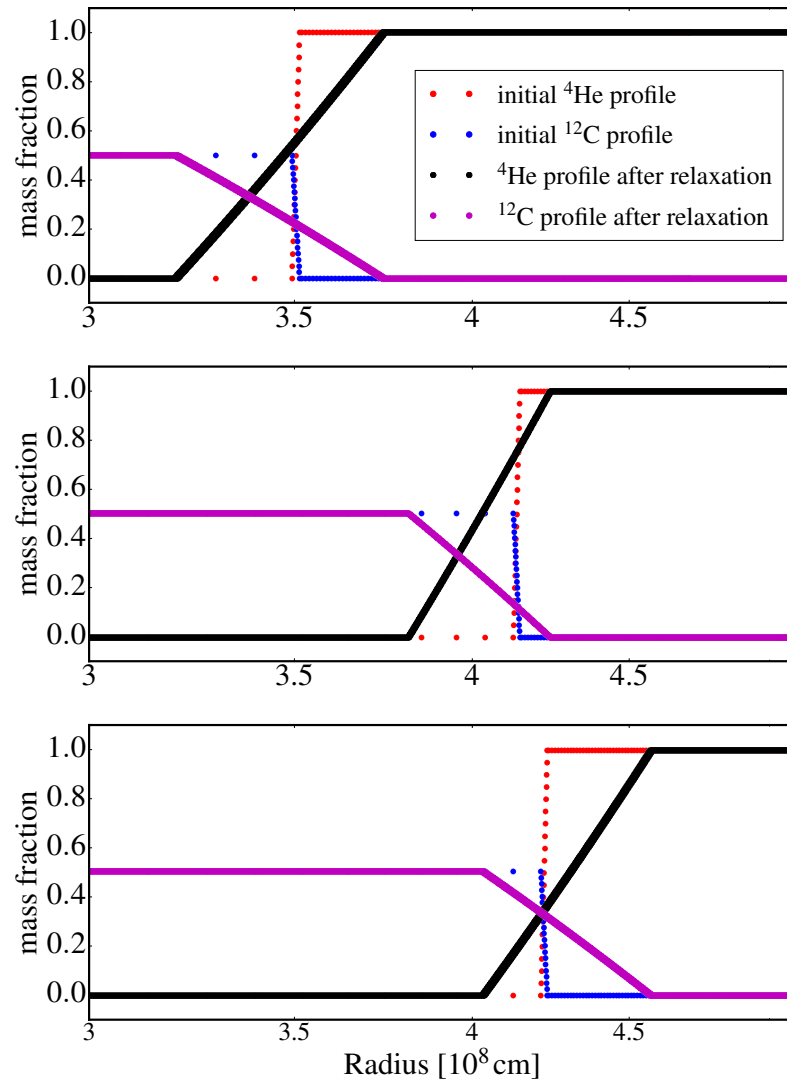 1.0
0.8
0.6
0.4
0.2
0.0
mass fraction
initial ⁴He profile
initial ¹²C profile
⁴He profile after relaxation
¹²C profile after relaxation
3 3.5 4 4.5
1.0
0.8
0.6
0.4
0.2
0.0
mass fraction
3 3.5 4 4.5
1.0
0.8
0.6
0.4
0.2
0.0
mass fraction
3 3.5 4 4.5
Radius [10⁸ cm]